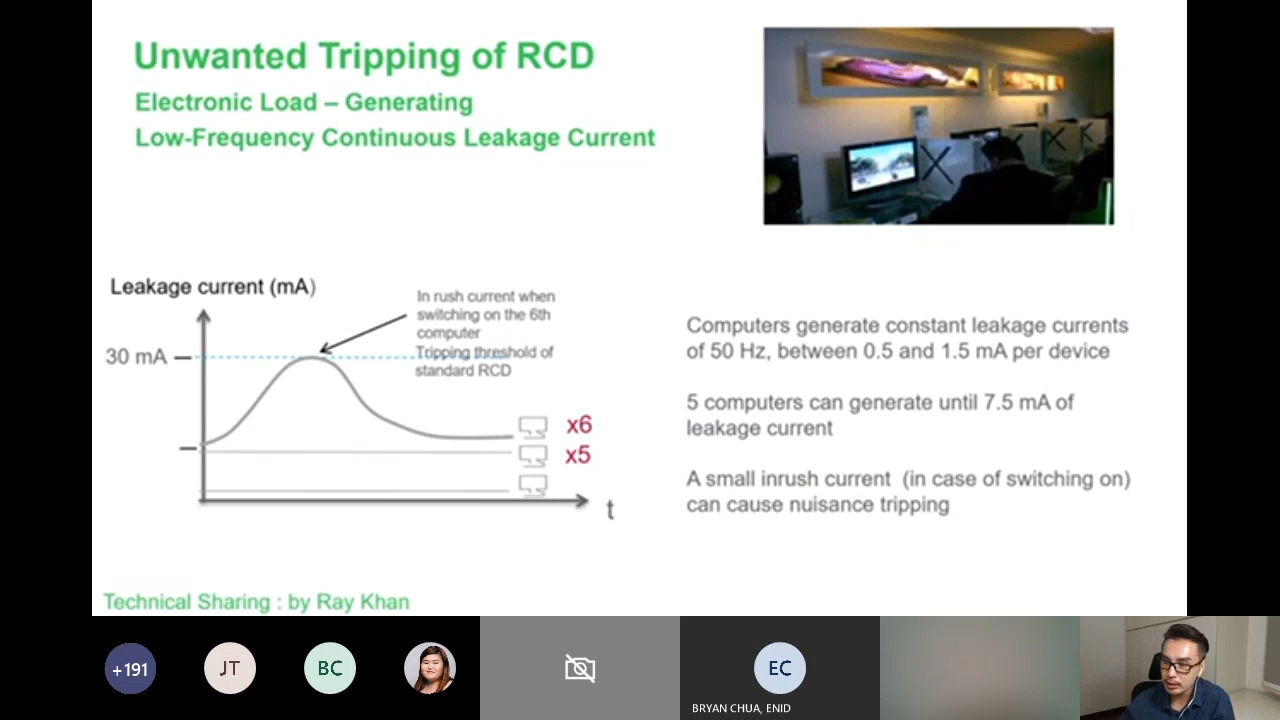 Unwanted Tripping of RCD
Electronic Load – Generating
Low-Frequency Continuous Leakage Current
Leakage current (mA)
In rush current when
switching on the 6th
computer
30 mA
Tripping threshold of
standard RCD
x6
x5
t
Computers generate constant leakage currents
of 50 Hz, between 0.5 and 1.5 mA per device
5 computers can generate until 7.5 mA of
leakage current
A small inrush current (in case of switching on)
can cause nuisance tripping
Technical Sharing : by Ray Khan
+191
JT
BC
EC
BRYAN CHUA, ENID